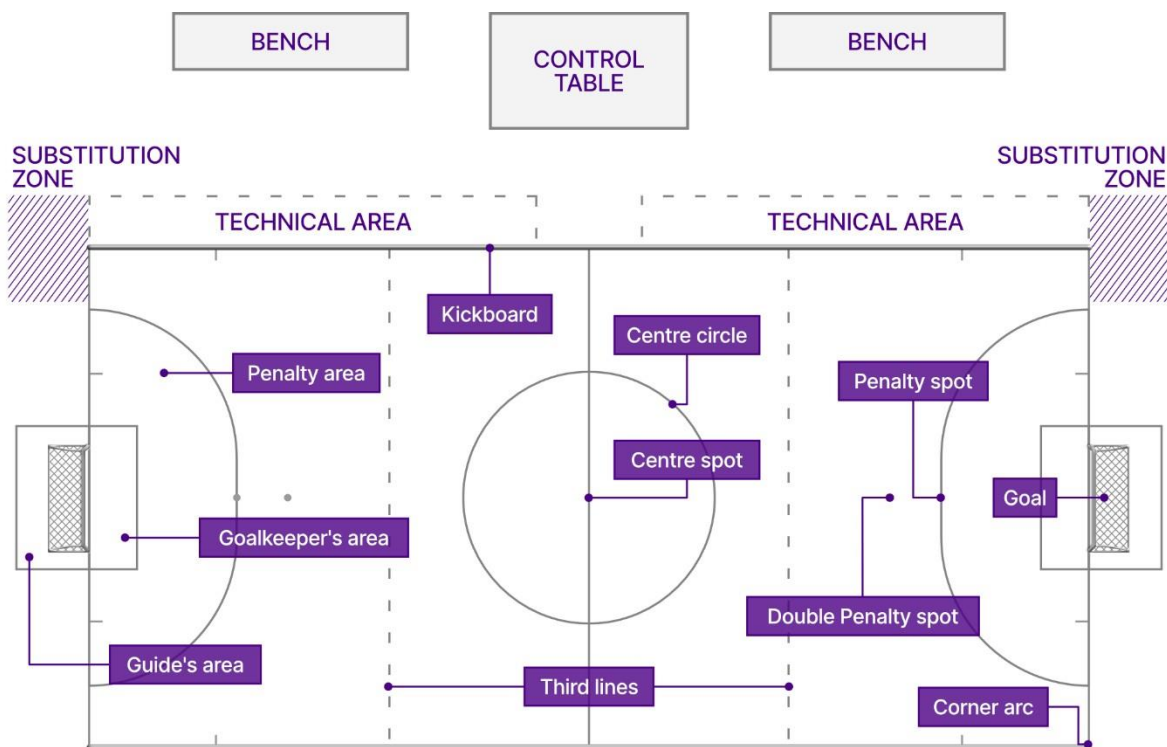 BENCH
CONTROL
TABLE
BENCH
SUBSTITUTION
ZONE
SUBSTITUTION
ZONE
TECHNICAL AREA
TECHNICAL AREA
Kickboard
Centre circle
Penalty area
Penalty spot
Centre spot
Goal
Goalkeeper's area
Double Penalty spot
Guide's area
Third lines
Corner arc